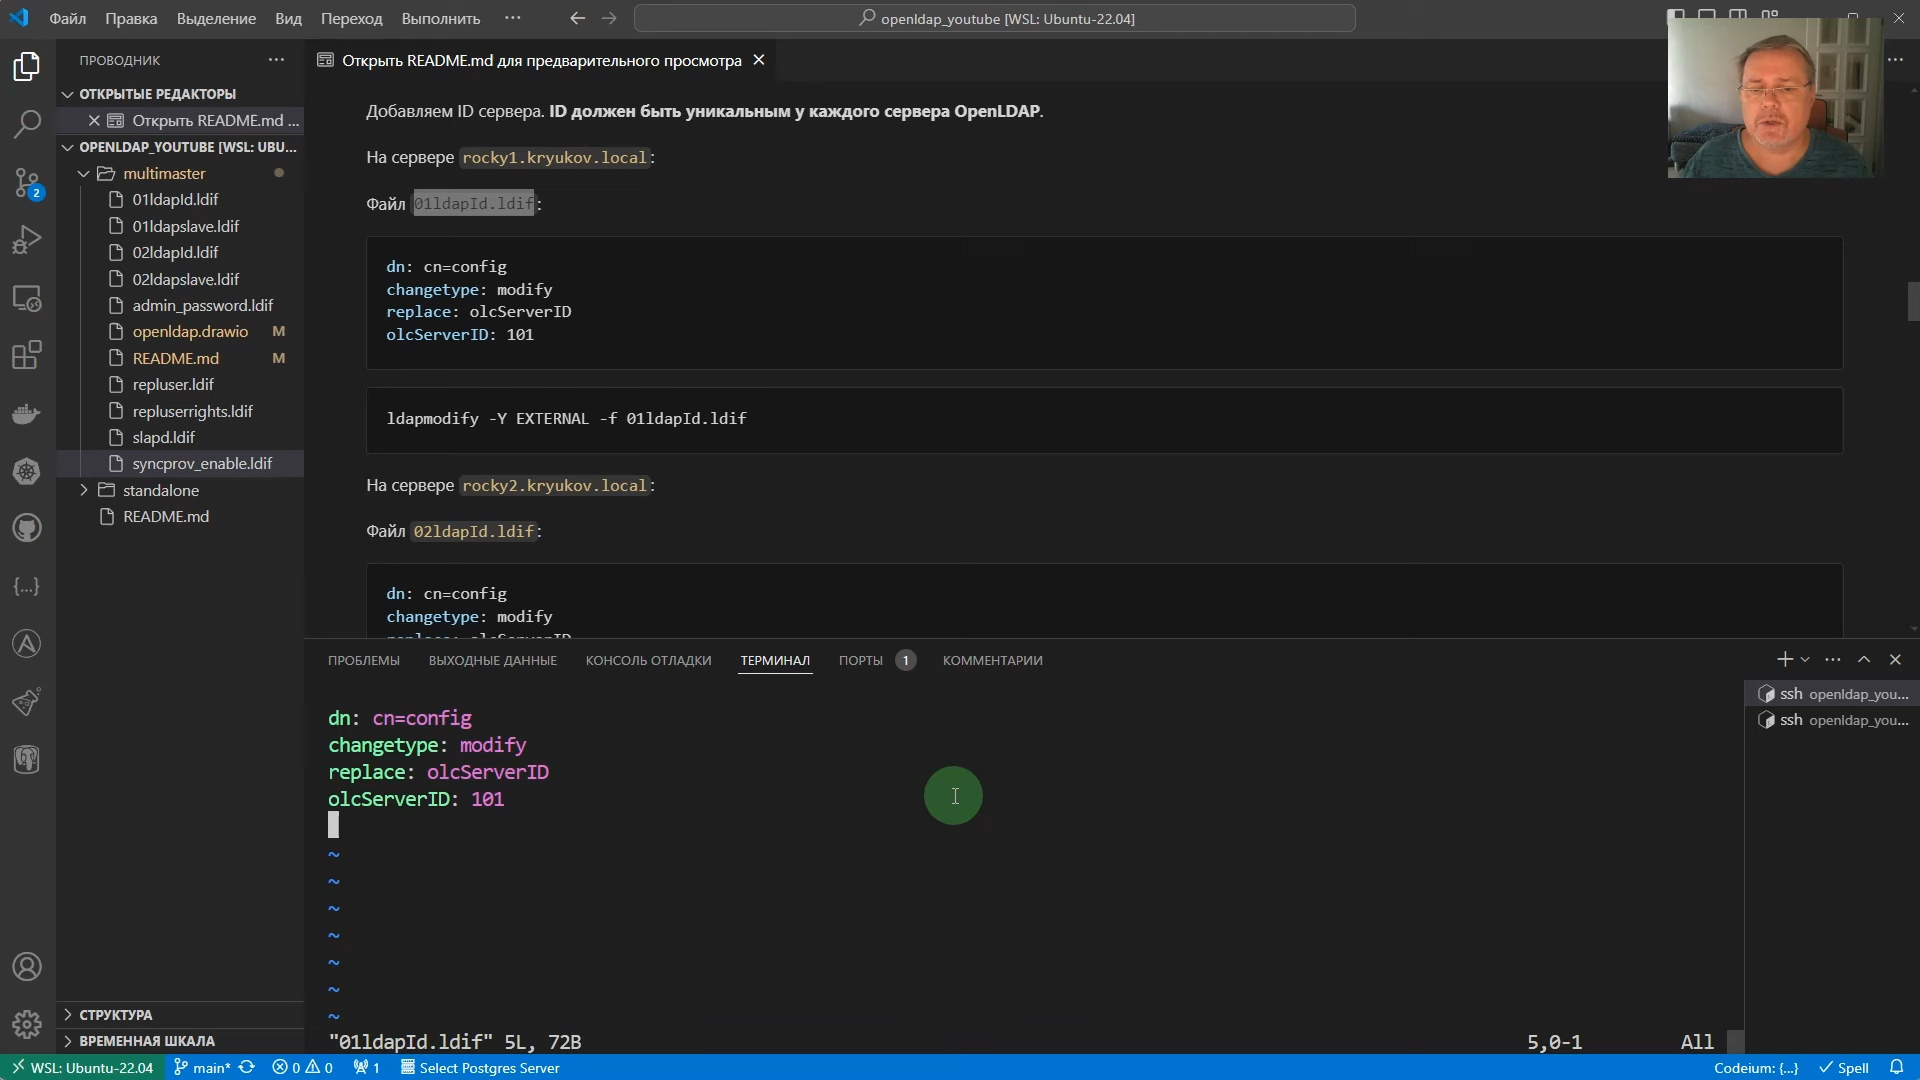 Файл Правка Выделение Вид Переход Выполнить ···
openldap_youtube [WSL: Ubuntu-22.04]
ПРОВОДНИК
ОТКРЫТЫЕ РЕДАКТОРЫ
Открыть README.md ...
OPENLDAP_YOUTUBE [WSL: UBU...
multimaster
01ldapId.ldif
01ldapslave.ldif
02ldapId.ldif
02ldapslave.ldif
admin_password.ldif
openldap.drawio M
README.md M
repluser.ldif
repluserrights.ldif
slapd.ldif
syncprov_enable.ldif
standalone
README.md
СТРУКТУРА
ВРЕМЕННАЯ ШКАЛА
2
Открыть README.md для предварительного просмотра
Добавляем ID сервера. ID должен быть уникальным у каждого сервера OpenLDAP.
На сервере rocky1.kryukov.local:
Файл 01ldapId.ldif:
dn: cn=config
changetype: modify
replace: olcServerID
olcServerID: 101
ldapmodify -Y EXTERNAL -f 01ldapId.ldif
На сервере rocky2.kryukov.local:
Файл 02ldapId.ldif:
dn: cn=config
changetype: modify
replace: olcServerID
ПРОБЛЕМЫ ВЫХОДНЫЕ ДАННЫЕ КОНСОЛЬ ОТЛАДКИ ТЕРМИНАЛ ПОРТЫ 1 КОММЕНТАРИИ
ssh openldap_you...
ssh openldap_you...
dn: cn=config
changetype: modify
replace: olcServerID
olcServerID: 101
~
~
~
~
~
~
~
"01ldapId.ldif" 5L, 72B 5,0-1 All
WSL: Ubuntu-22.04 main* 0 0 1 Select Postgres Server Codeium: {...} Spell